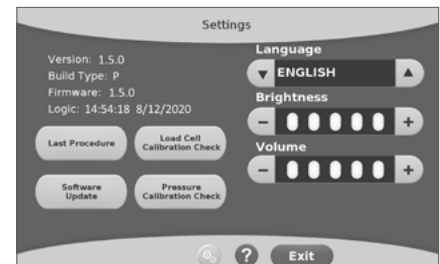 Settings
Version: 1.5.0
Build Type: P
Firmware: 1.5.0
Logic: 14:54:18 8/12/2020
Last Procedure
Load Cell
Calibration Check
Software
Update
Pressure
Calibration Check
Language
▼ ENGLISH ▲
Brightness
− +
Volume
− +
? Exit